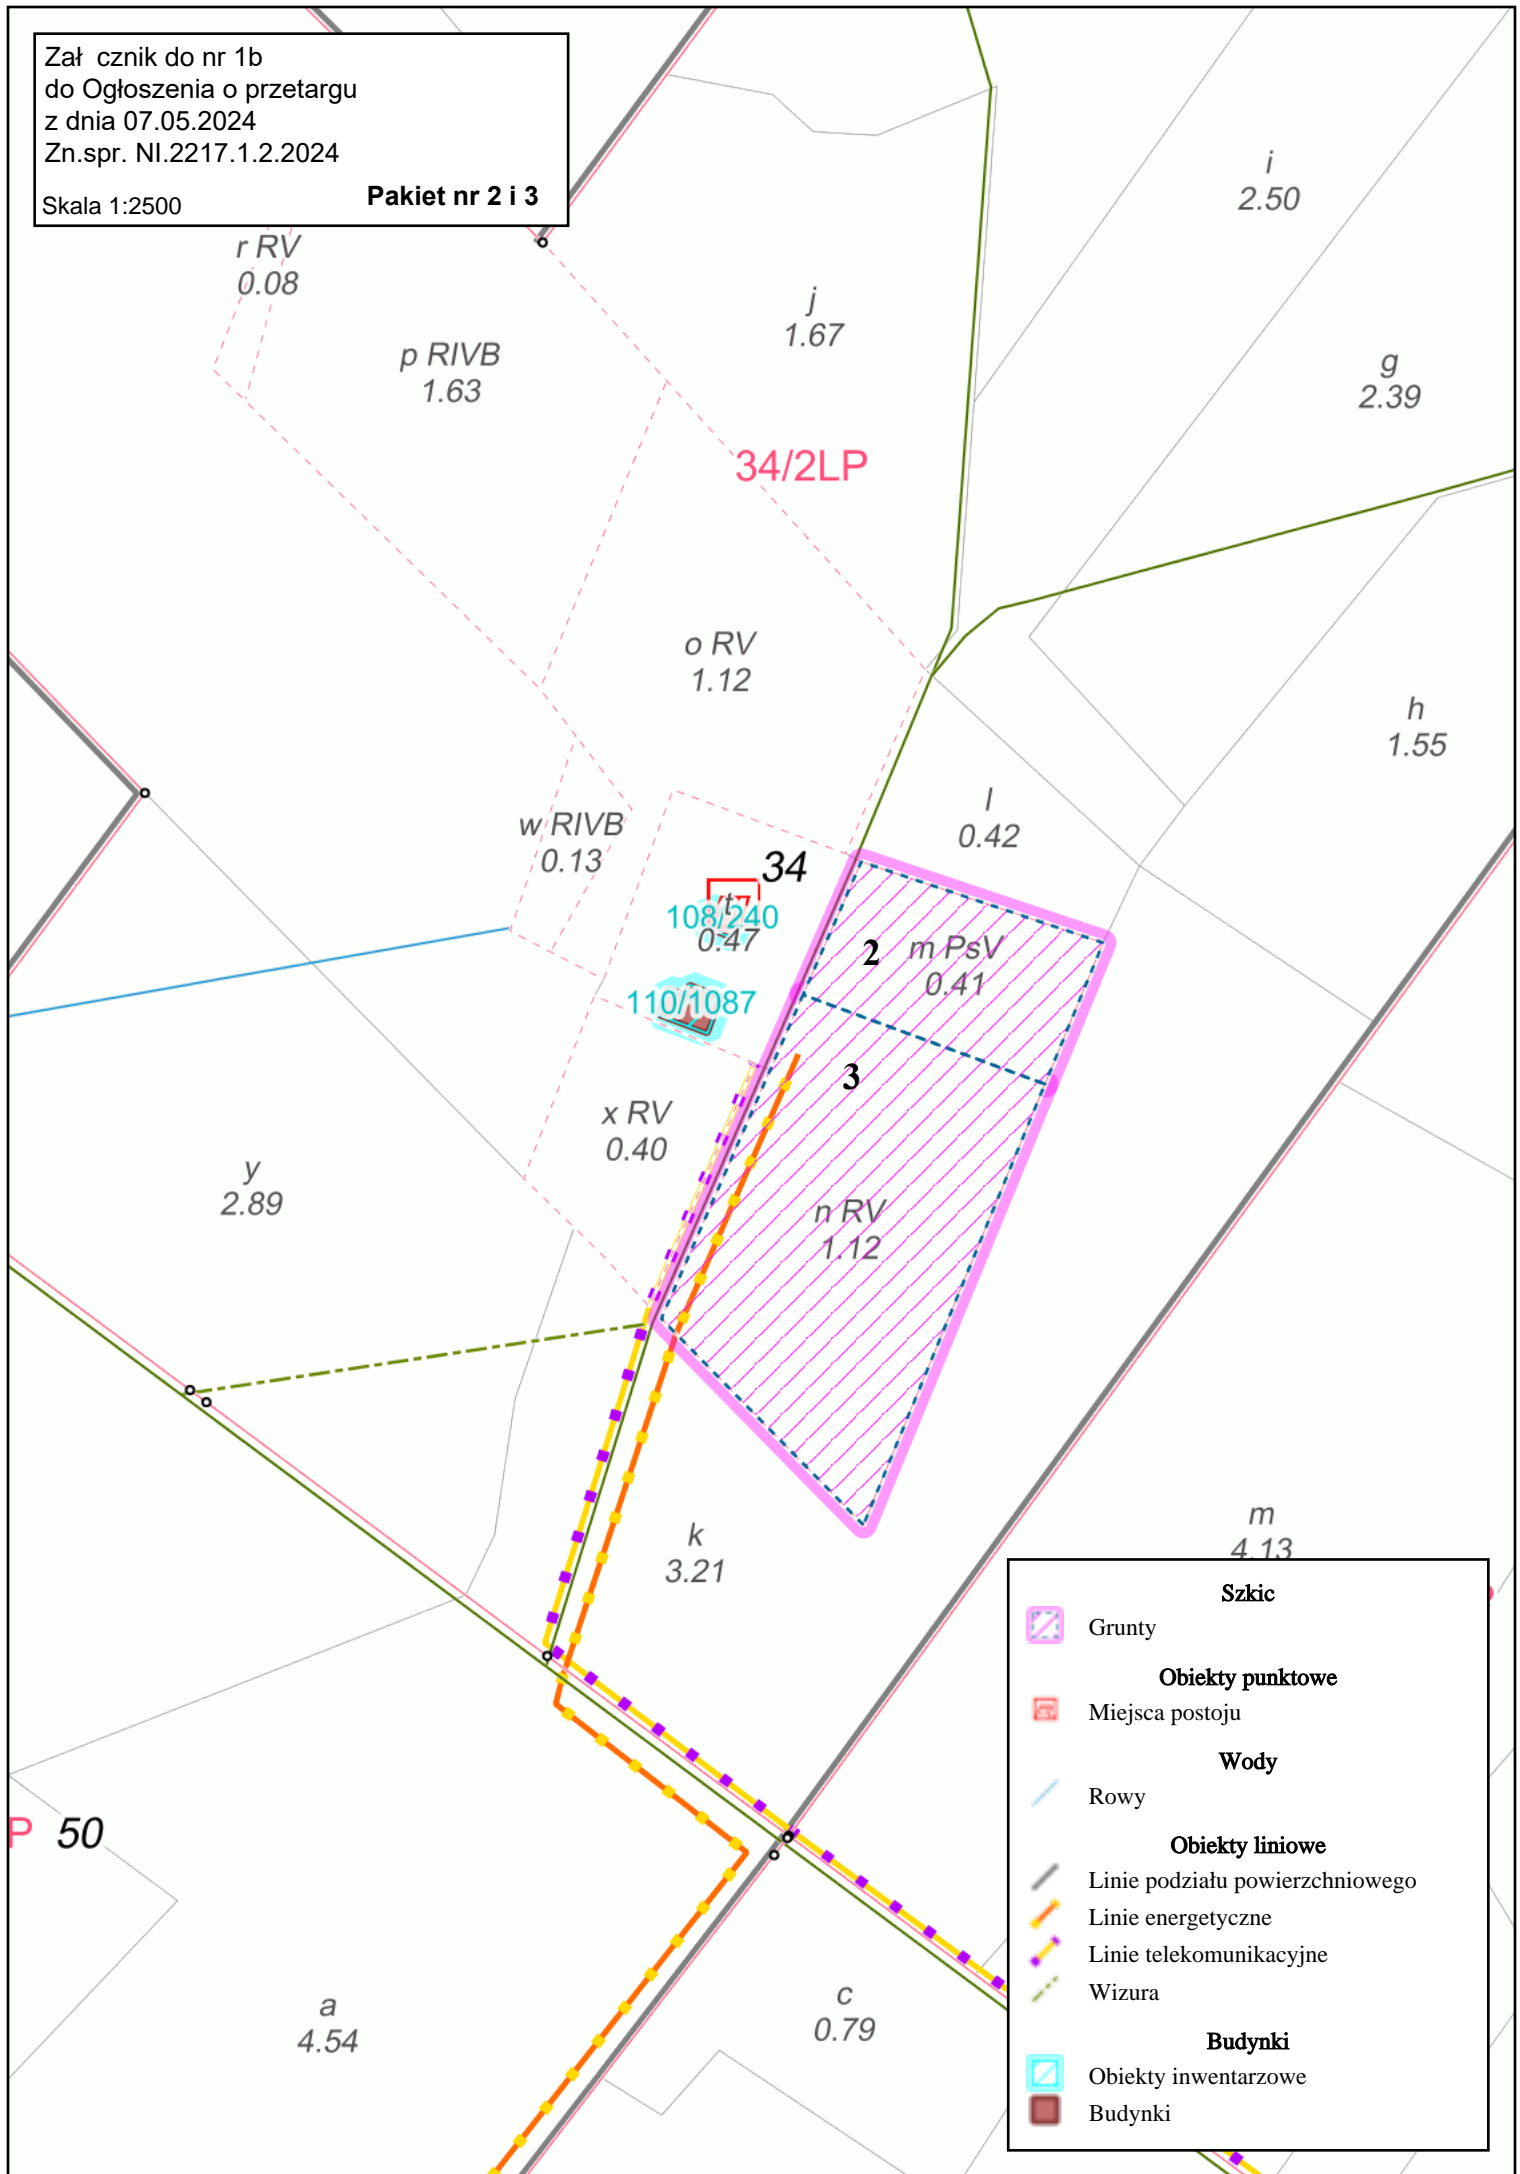 Zał cznik do nr 1b
do Ogłoszenia o przetargu
z dnia 07.05.2024
Zn.spr. NI.2217.1.2.2024
Skala 1:2500 Pakiet nr 2 i 3
i
2.50
r RV
0.08
j
1.67
p RIVB
1.63
g
2.39
34/2LP
o RV
1.12
h
1.55
l
0.42
w RIVB
0.13
34
t
108/240
0.47
2
m PsV
0.41
110/1087
3
x RV
0.40
y
2.89
n RV
1.12
k
3.21
m
4.13
P 50
a
4.54
c
0.79
Szkic
Grunty
Obiekty punktowe
Miejsca postoju
Wody
Rowy
Obiekty liniowe
Linie podziału powierzchniowego
Linie energetyczne
Linie telekomunikacyjne
Wizura
Budynki
Obiekty inwentarzowe
Budynki